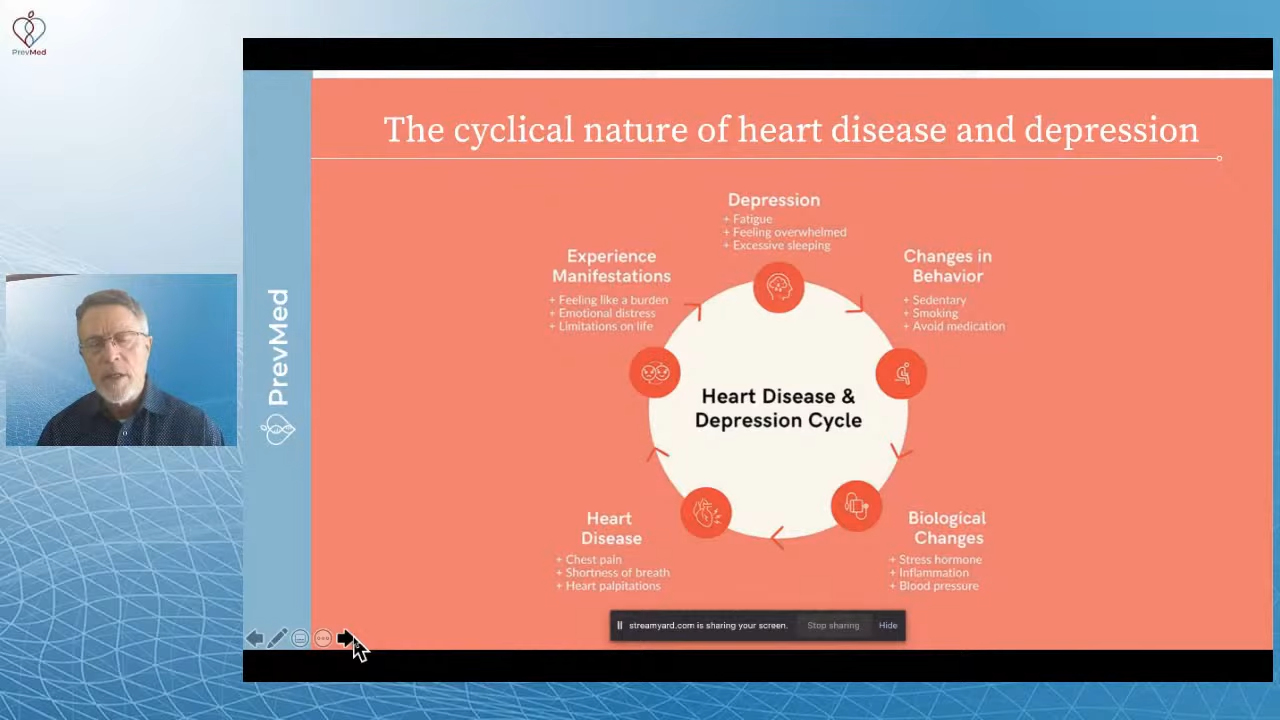 PrevMed
PrevMed
The cyclical nature of heart disease and depression
Depression
+ Fatigue
+ Feeling overwhelmed
+ Excessive sleeping
Changes in
Behavior
+ Sedentary
+ Smoking
+ Avoid medication
Biological
Changes
+ Stress hormone
+ Inflammation
+ Blood pressure
Heart
Disease
+ Chest pain
+ Shortness of breath
+ Heart palpitations
Experience
Manifestations
+ Feeling like a burden
+ Emotional distress
+ Limitations on life
Heart Disease &
Depression Cycle
streamyard.com is sharing your screen.
Stop sharing
Hide